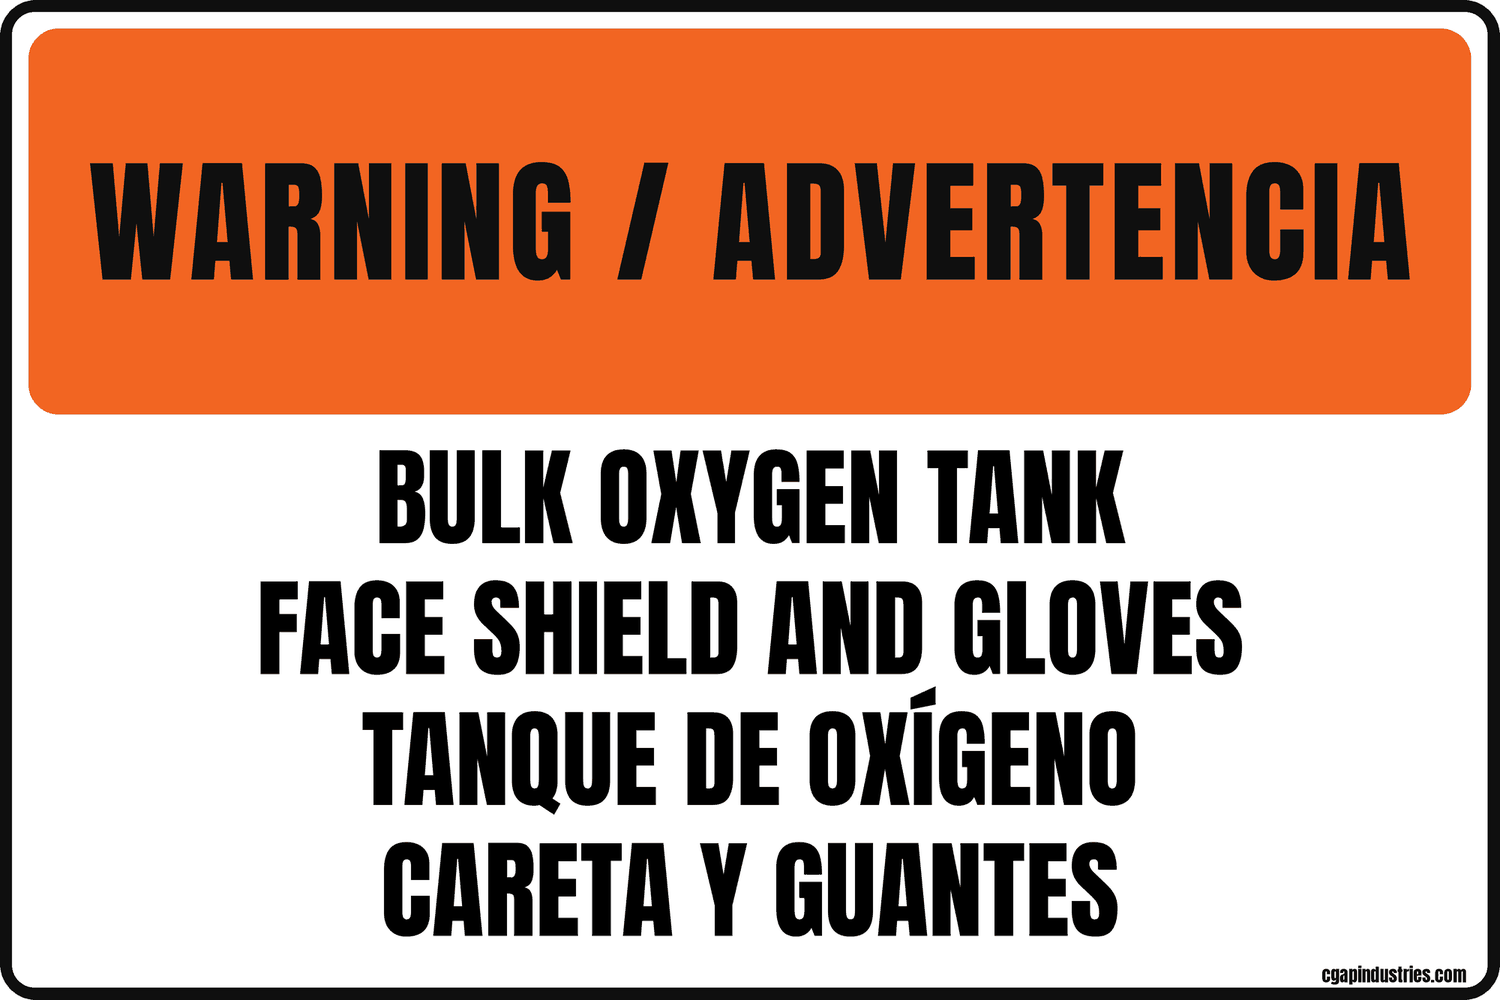 WARNING / ADVERTENCIA
BULK OXYGEN TANK
FACE SHIELD AND GLOVES
TANQUE DE OXÍGENO
CARETA Y GUANTES
cgapindustries.com